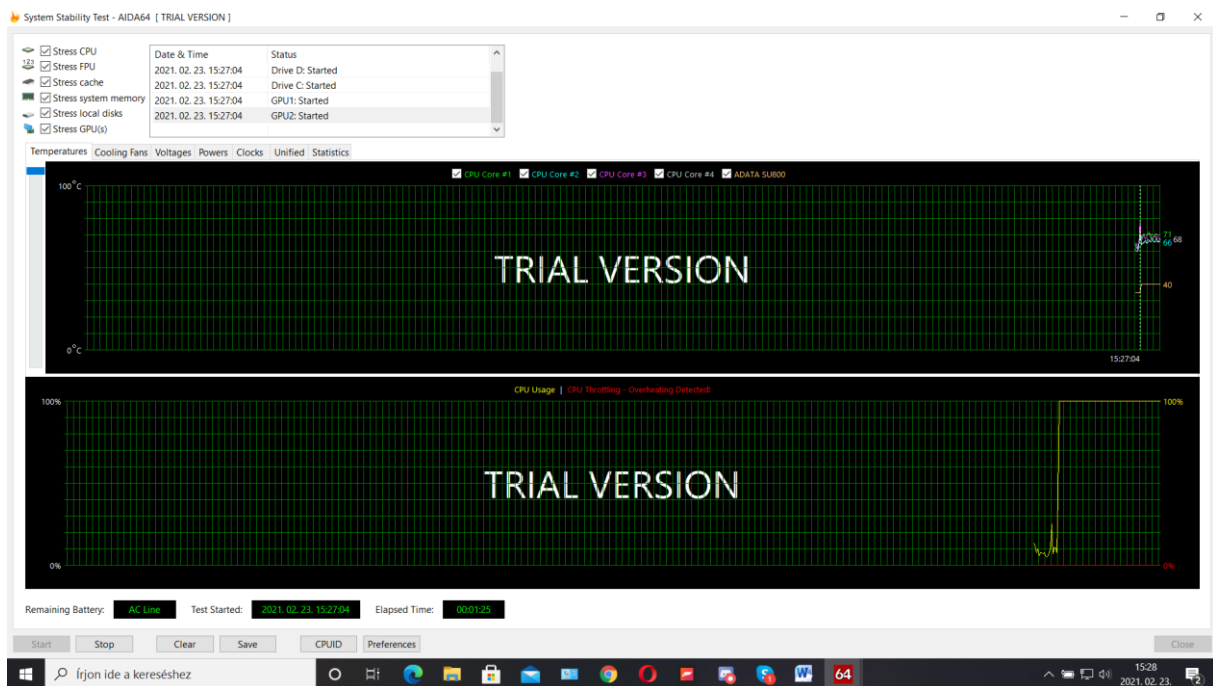 System Stability Test - AIDA64 [ TRIAL VERSION ]
Stress CPU
Stress FPU
Stress cache
Stress system memory
Stress local disks
Stress GPU(s)
Date & Time Status
2021. 02. 23. 15:27:04 Drive D: Started
2021. 02. 23. 15:27:04 Drive C: Started
2021. 02. 23. 15:27:04 GPU1: Started
2021. 02. 23. 15:27:04 GPU2: Started
Temperatures Cooling Fans Voltages Powers Clocks Unified Statistics
CPU Core #1 CPU Core #2 CPU Core #3 CPU Core #4 ADATA SU800
100°C
71
66 68
TRIAL VERSION
40
0°C
15:27:04
CPU Usage | CPU Throttling - Overheating Detected!
100% 100%
TRIAL VERSION
0% 0%
Remaining Battery: AC Line Test Started: 2021. 02. 23. 15:27:04 Elapsed Time: 00:01:25
Start Stop Clear Save CPUID Preferences Close
Írjon ide a kereséshez
64
15:28
2021. 02. 23.